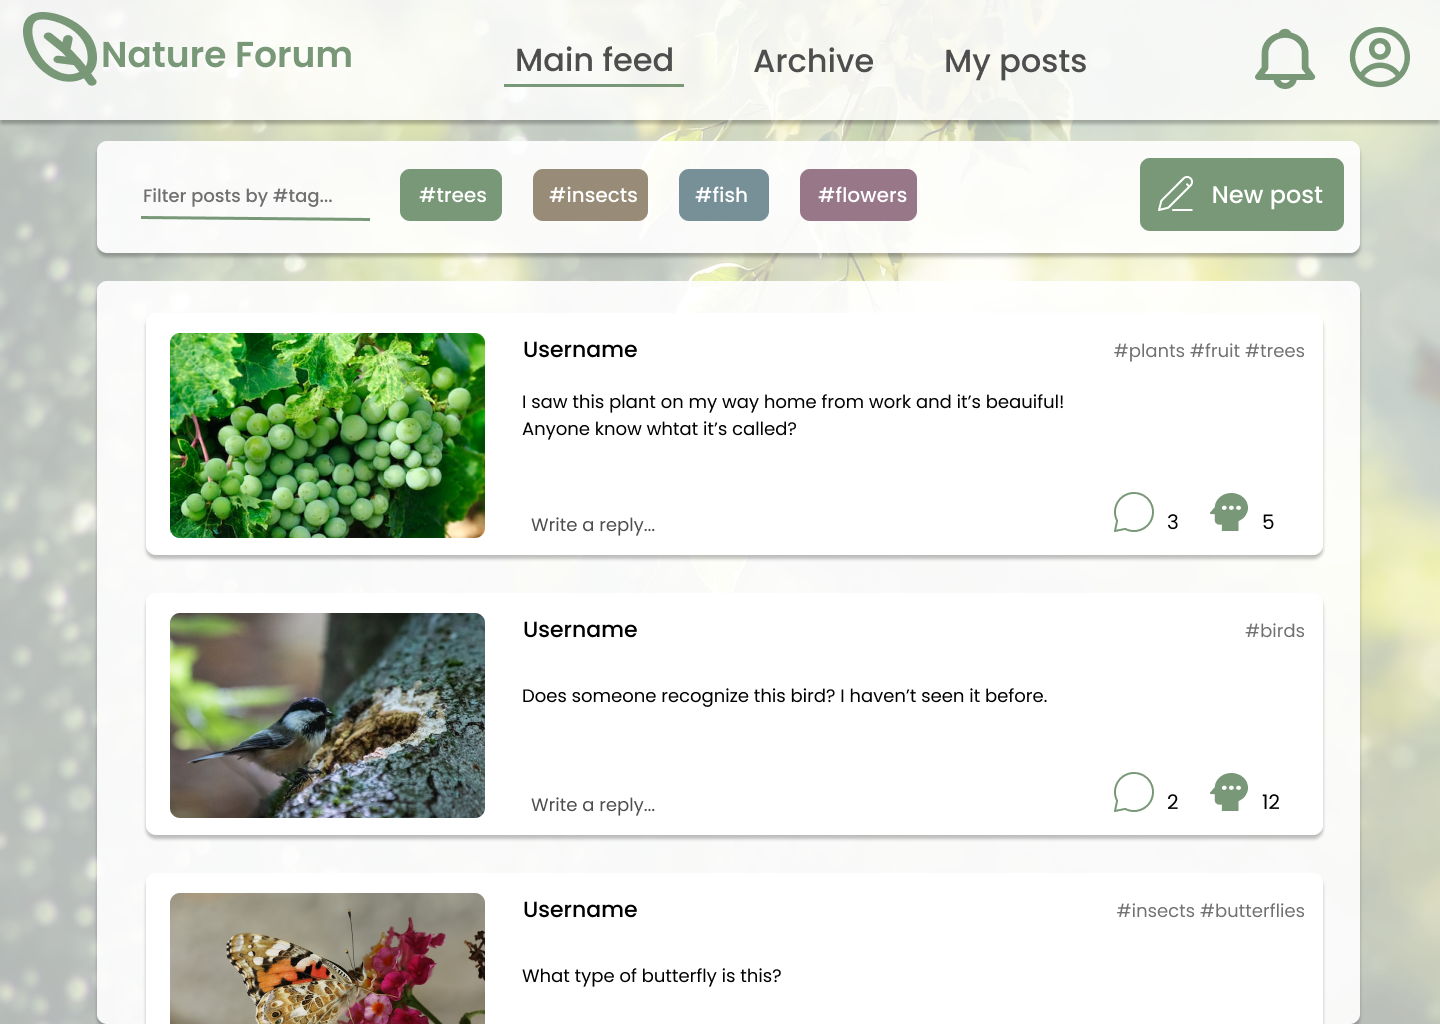 Nature Forum
Main feed
Archive
My posts
Filter posts by #tag...
#trees
#insects
#fish
#flowers
New post
Username
#plants #fruit #trees
I saw this plant on my way home from work and it’s beauiful!
Anyone know whtat it’s called?
Write a reply...
3
5
Username
#birds
Does someone recognize this bird? I haven’t seen it before.
Write a reply...
2
12
Username
#insects #butterflies
What type of butterfly is this?